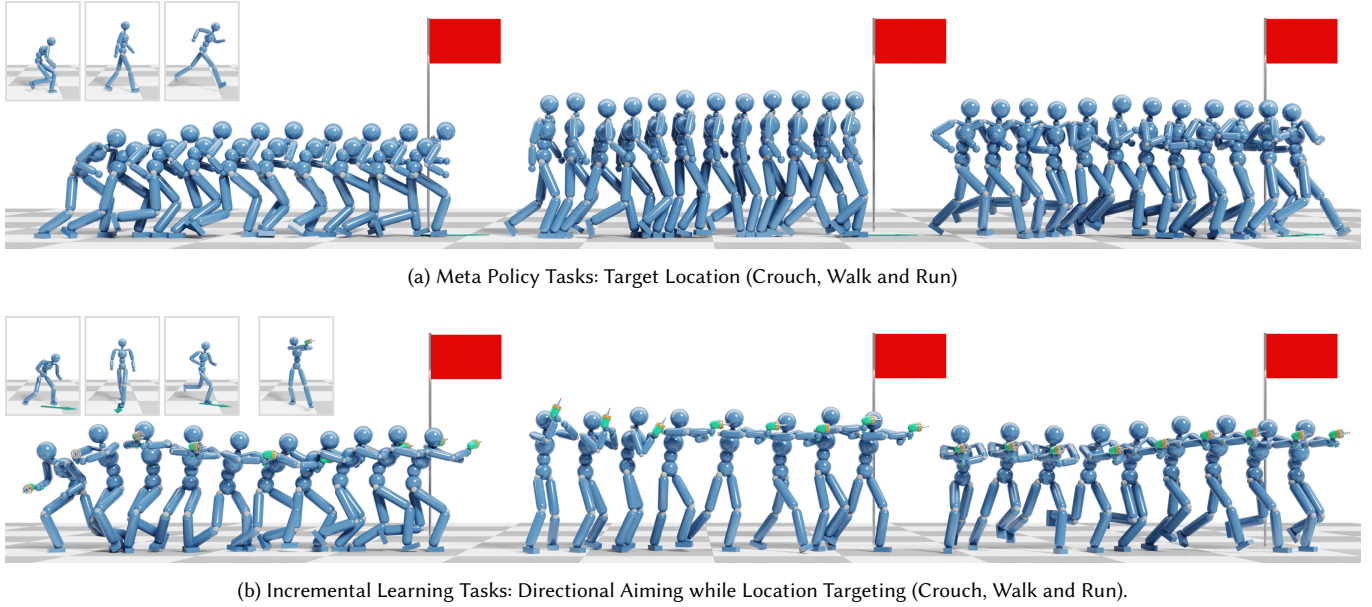 (a) Meta Policy Tasks: Target Location (Crouch, Walk and Run)
(b) Incremental Learning Tasks: Directional Aiming while Location Targeting (Crouch, Walk and Run).